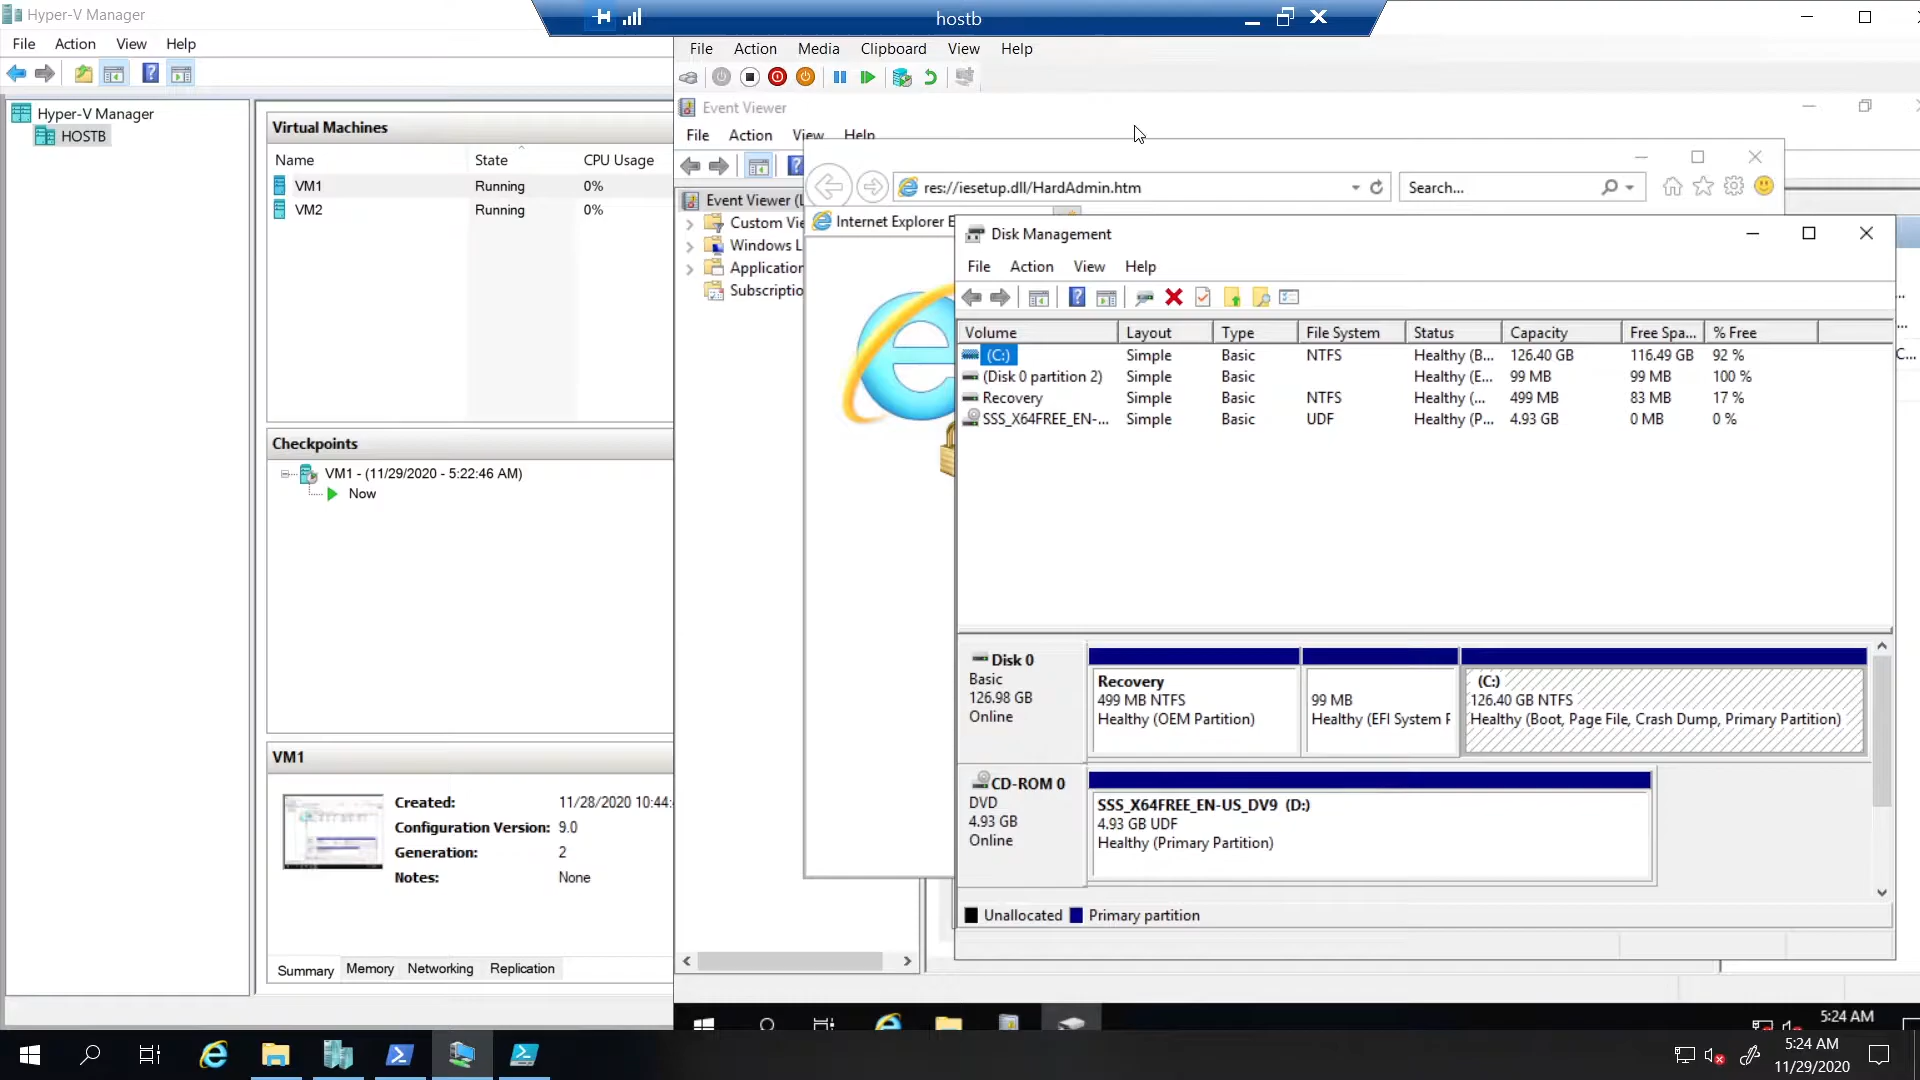 Hyper-V Manager
File Action View Help
Hyper-V Manager
HOSTB
Virtual Machines
Name State CPU Usage
VM1 Running 0%
VM2 Running 0%
Checkpoints
VM1 - (11/29/2020 - 5:22:46 AM)
Now
VM1
Created: 11/28/2020 10:44:
Configuration Version: 9.0
Generation: 2
Notes: None
Summary Memory Networking Replication
hostb
File Action Media Clipboard View Help
Event Viewer
File Action View Help
Event Viewer (L
Custom Vie
Windows L
Application
Subscriptio
res://iesetup.dll/HardAdmin.htm
Search...
Internet Explorer E
Disk Management
File Action View Help
Volume Layout Type File System Status Capacity Free Spa... % Free
(C:) Simple Basic NTFS Healthy (B... 126.40 GB 116.49 GB 92 %
(Disk 0 partition 2) Simple Basic Healthy (E... 99 MB 99 MB 100 %
Recovery Simple Basic NTFS Healthy (... 499 MB 83 MB 17 %
SSS_X64FREE_EN-... Simple Basic UDF Healthy (P... 4.93 GB 0 MB 0 %
Disk 0
Basic
126.98 GB
Online
Recovery
499 MB NTFS
Healthy (OEM Partition)
99 MB
Healthy (EFI System P
(C:)
126.40 GB NTFS
Healthy (Boot, Page File, Crash Dump, Primary Partition)
CD-ROM 0
DVD
4.93 GB
Online
SSS_X64FREE_EN-US_DV9 (D:)
4.93 GB UDF
Healthy (Primary Partition)
Unallocated Primary partition
...
...
C...
5:24 AM
5:24 AM
11/29/2020